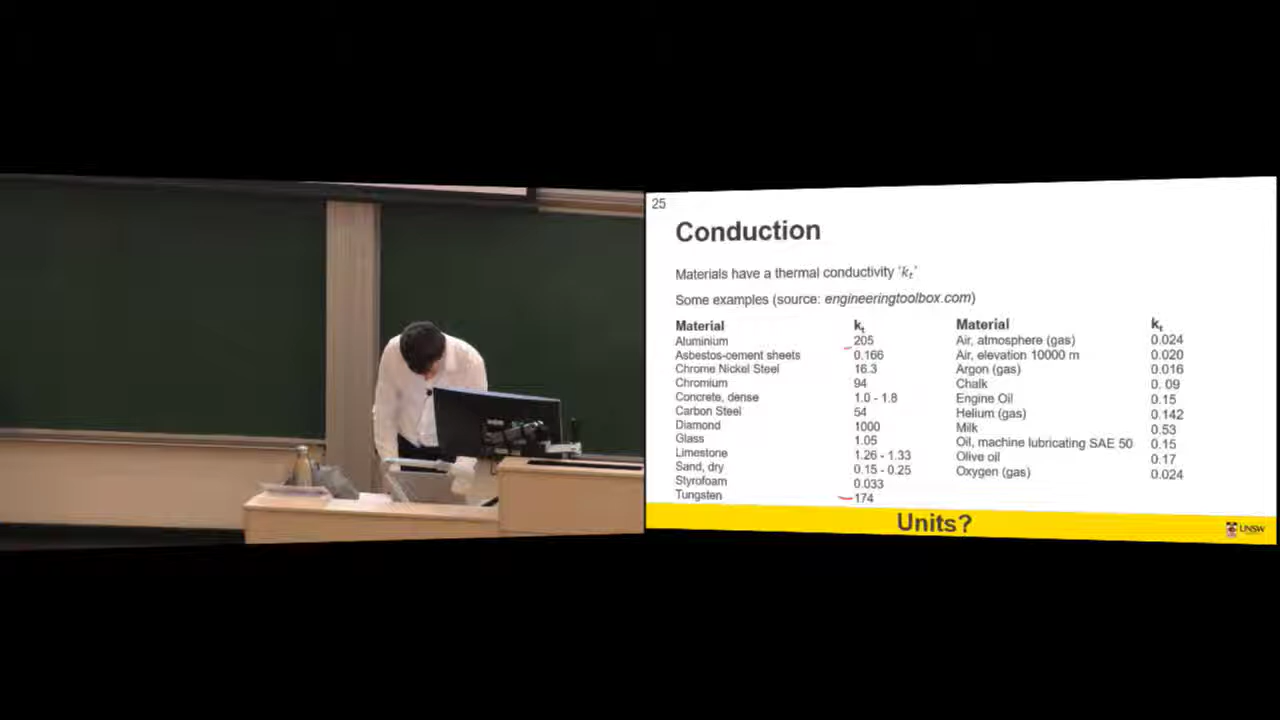 25
Conduction
Materials have a thermal conductivity ‘kₜ’
Some examples (source: engineeringtoolbox.com)
Material kₜ
Aluminium 205
Asbestos-cement sheets 0.166
Chrome Nickel Steel 16.3
Chromium 94
Concrete, dense 1.0 - 1.8
Carbon Steel 54
Diamond 1000
Glass 1.05
Limestone 1.26 - 1.33
Sand, dry 0.15 - 0.25
Styrofoam 0.033
Tungsten 174
Material kₜ
Air, atmosphere (gas) 0.024
Air, elevation 10000 m 0.020
Argon (gas) 0.016
Chalk 0. 09
Engine Oil 0.15
Helium (gas) 0.142
Milk 0.53
Oil, machine lubricating SAE 50 0.15
Olive oil 0.17
Oxygen (gas) 0.024
Units?
UNSW